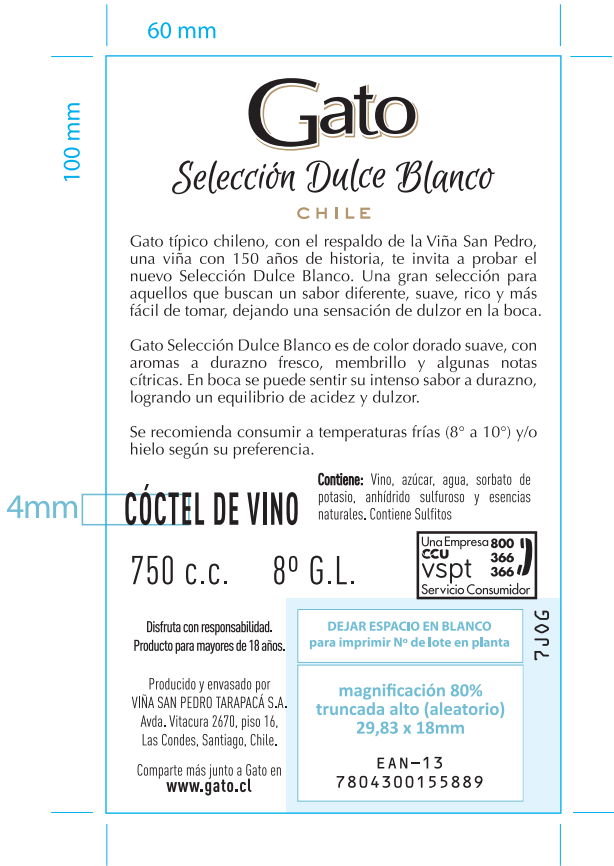 60 mm
100 mm
Gato
Selección Dulce Blanco
CHILE
Gato típico chileno, con el respaldo de la Viña San Pedro,
una viña con 150 años de historia, te invita a probar el
nuevo Selección Dulce Blanco. Una gran selección para
aquellos que buscan un sabor diferente, suave, rico y más
fácil de tomar, dejando una sensación de dulzor en la boca.
Gato Selección Dulce Blanco es de color dorado suave, con
aromas a durazno fresco, membrillo y algunas notas
cítricas. En boca se puede sentir su intenso sabor a durazno,
logrando un equilibrio de acidez y dulzor.
Se recomienda consumir a temperaturas frías (8° a 10°) y/o
hielo según su preferencia.
4mm
CÓCTEL DE VINO
Contiene: Vino, azúcar, agua, sorbato de
potasio, anhídrido sulfuroso y esencias
naturales. Contiene Sulfitos
750 c.c. 8º G.L.
Una Empresa 800
CCU 366
vspt 366
Servicio Consumidor
Disfruta con responsabilidad.
Producto para mayores de 18 años.
Producido y envasado por
VIÑA SAN PEDRO TARAPACÁ S.A.
Avda. Vitacura 2670, piso 16,
Las Condes, Santiago, Chile.
Comparte más junto a Gato en
www.gato.cl
DEJAR ESPACIO EN BLANCO
para imprimir Nº de lote en planta
7J0G
magnificación 80%
truncada alto (aleatorio)
29,83 x 18mm
EAN-13
7804300155889